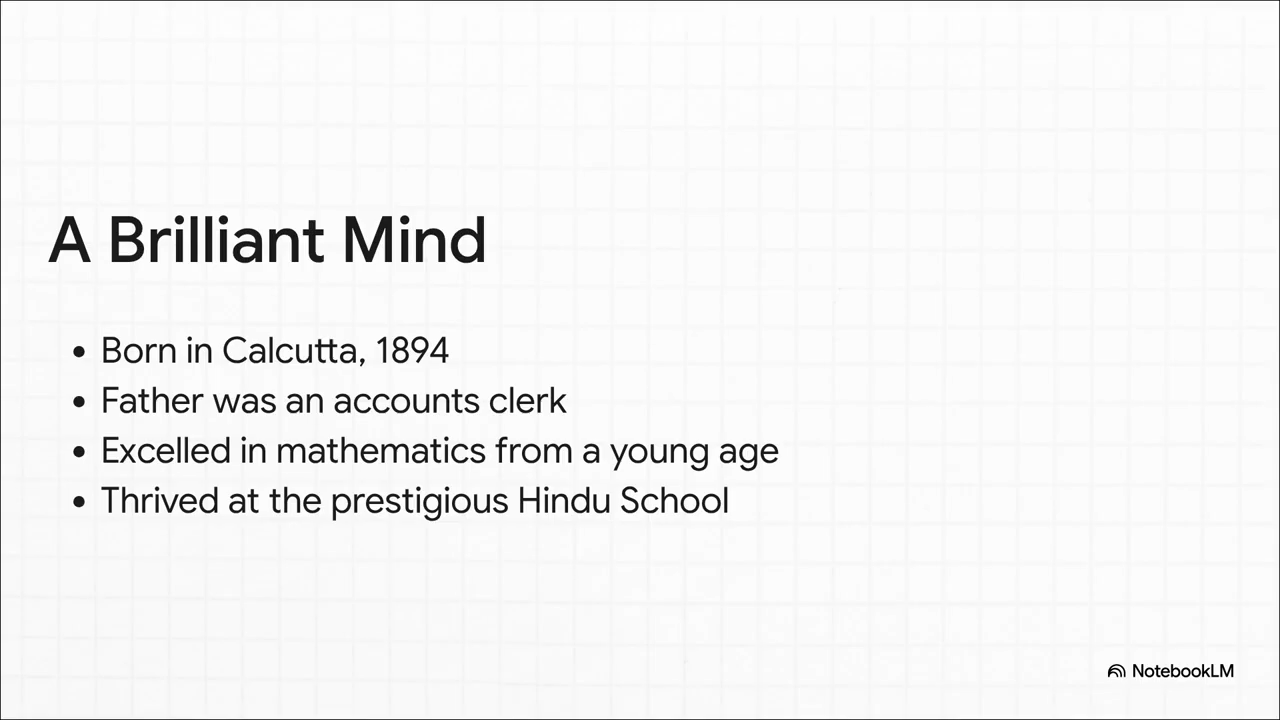 A Brilliant Mind
• Born in Calcutta, 1894
• Father was an accounts clerk
• Excelled in mathematics from a young age
• Thrived at the prestigious Hindu School
NotebookLM